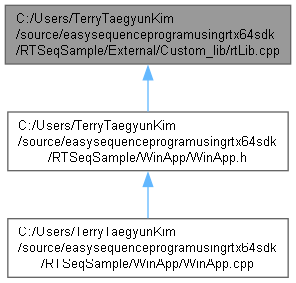 C:/Users/TerryTaegyunKim
/source/easysequenceprogramusingrtx64sdk
/RTSeqSample/External/Custom_lib/rtLib.cpp
C:/Users/TerryTaegyunKim
/source/easysequenceprogramusingrtx64sdk
/RTSeqSample/WinApp/WinApp.h
C:/Users/TerryTaegyunKim
/source/easysequenceprogramusingrtx64sdk
/RTSeqSample/WinApp/WinApp.cpp